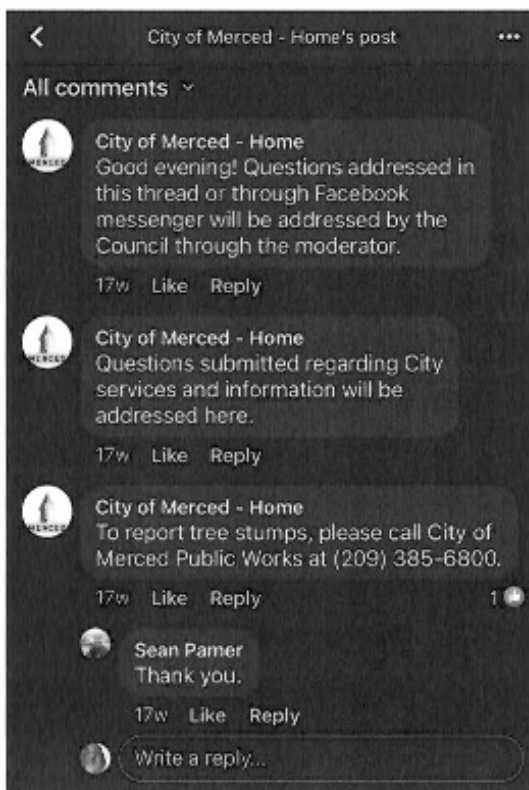 City of Merced - Home's post
All comments
City of Merced - Home
Good evening! Questions addressed in
this thread or through Facebook
messenger will be addressed by the
Council through the moderator.
17w Like Reply
MERCED
City of Merced - Home
Questions submitted regarding City
services and information will be
addressed here.
17w Like Reply
MERCED
City of Merced - Home
To report tree stumps, please call City of
Merced Public Works at (209) 385-6800.
17w Like Reply 1
MERCED
Sean Pamer
Thank you.
17w Like Reply
Write a reply...